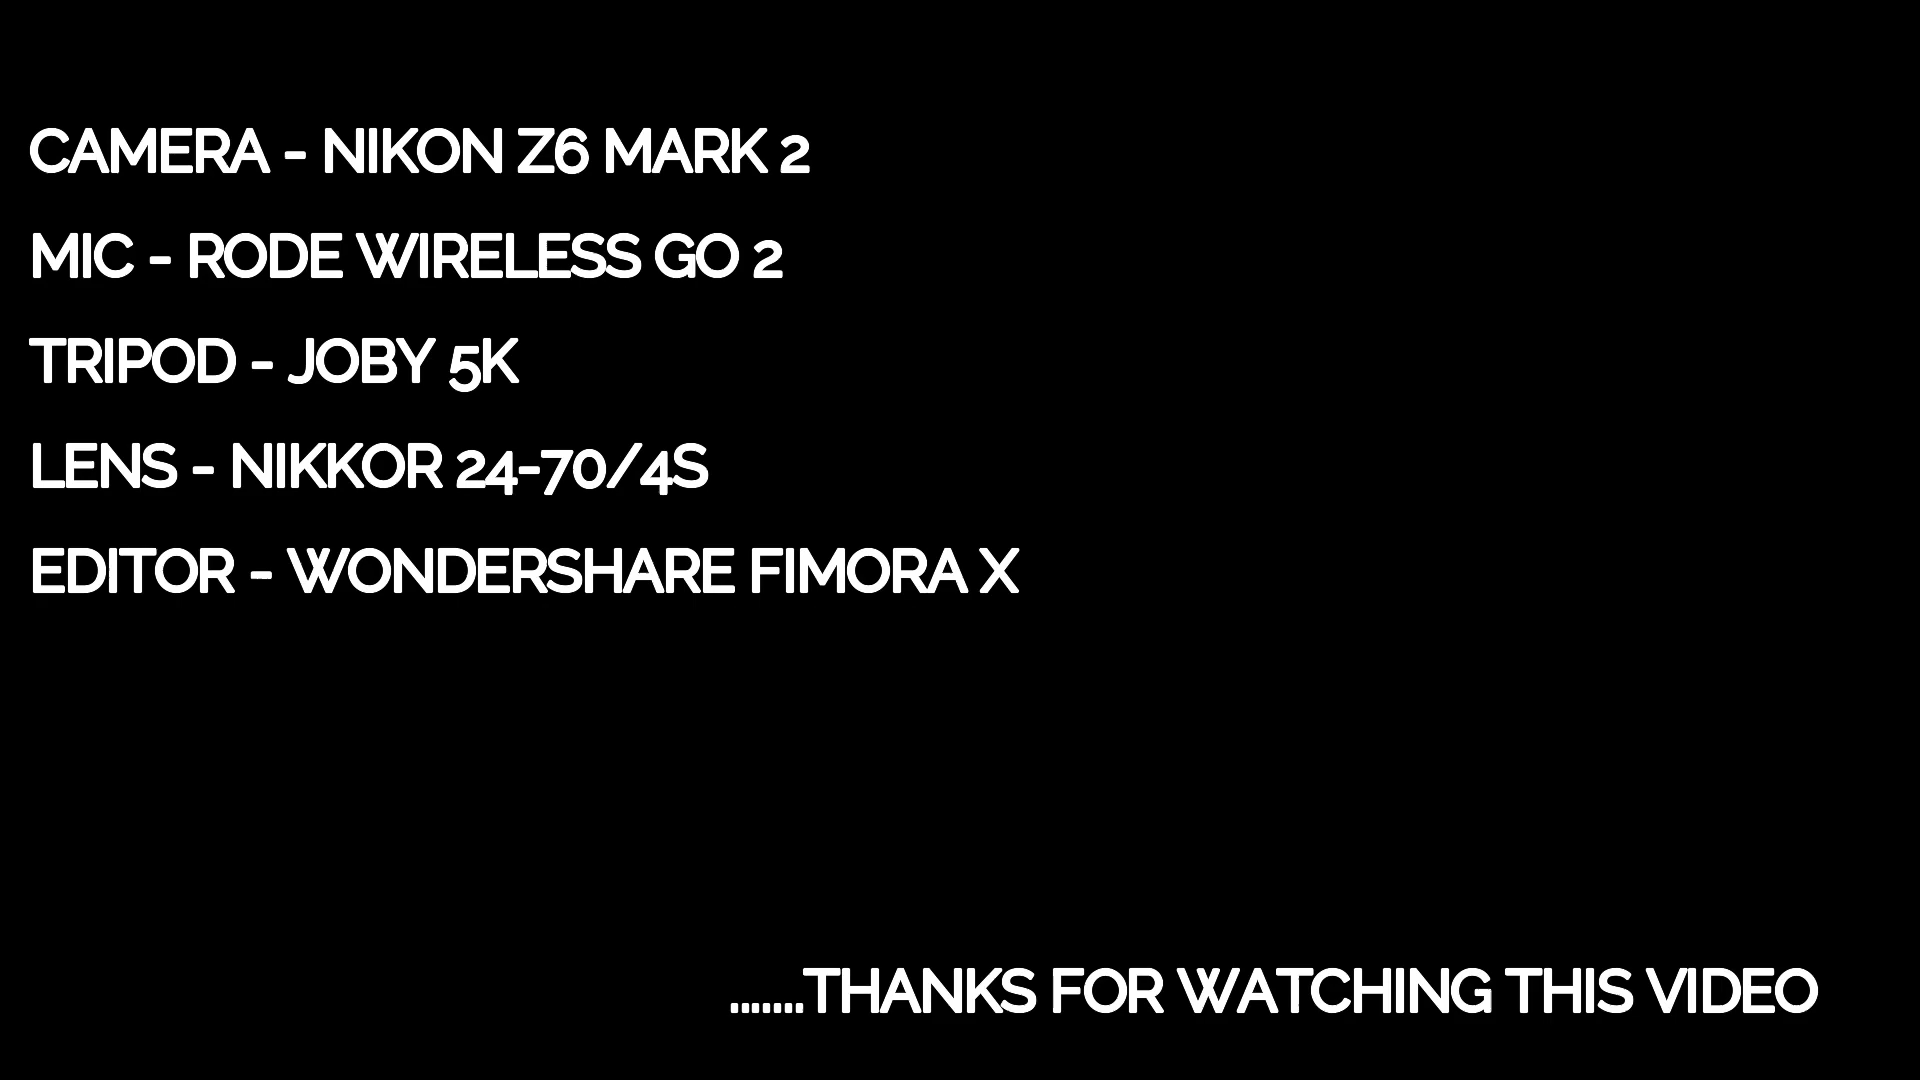 CAMERA - NIKON Z6 MARK 2
MIC - RODE WIRELESS GO 2
TRIPOD - JOBY 5K
LENS - NIKKOR 24-70/4S
EDITOR - WONDERSHARE FIMORA X
.......THANKS FOR WATCHING THIS VIDEO